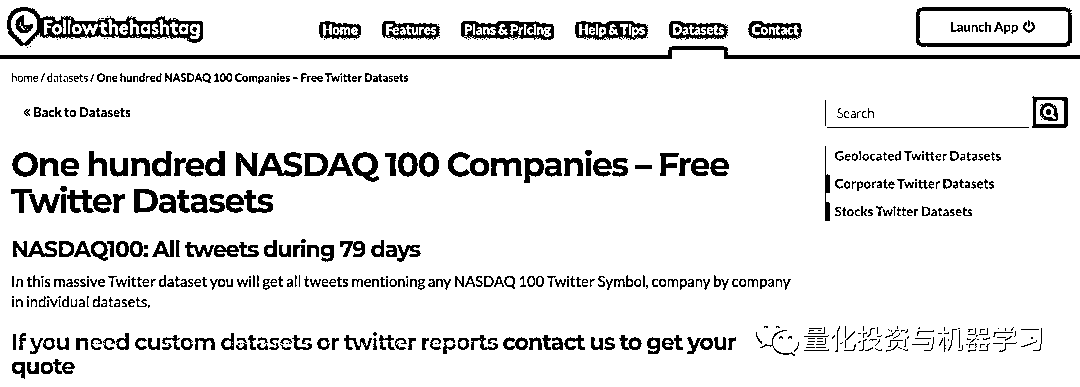 Followthehashtag
Home Features Plans & Pricing Help & Tips Datasets Contact Launch App
home / datasets / One hundred NASDAQ 100 Companies – Free Twitter Datasets
« Back to Datasets
Search
One hundred NASDAQ 100 Companies – Free
Twitter Datasets
Geolocated Twitter Datasets
Corporate Twitter Datasets
Stocks Twitter Datasets
NASDAQ100: All tweets during 79 days
In this massive Twitter dataset you will get all tweets mentioning any NASDAQ 100 Twitter Symbol, company by company
in individual datasets.
If you need custom datasets or twitter reports contact us to get your
quote
量化投资与机器学习